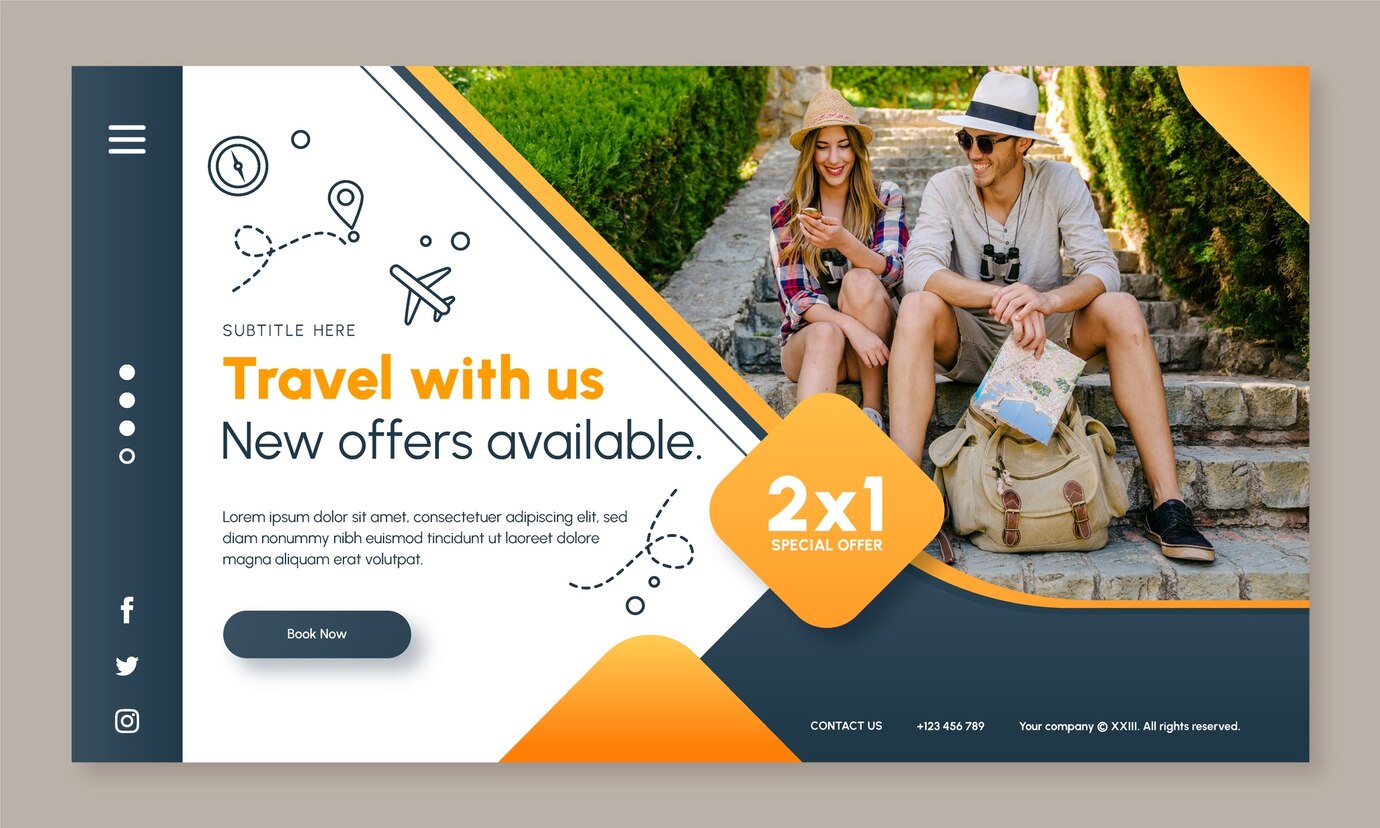 SUBTITLE HERE
Travel with us
New offers available.
Lorem ipsum dolor sit amet, consectetuer adipiscing elit, sed
diam nonummy nibh euismod tincidunt ut laoreet dolore
magna aliquam erat volutpat.
Book Now
2x1
SPECIAL OFFER
CONTACT US
+123 456 789
Your company © XXIII. All rights reserved.